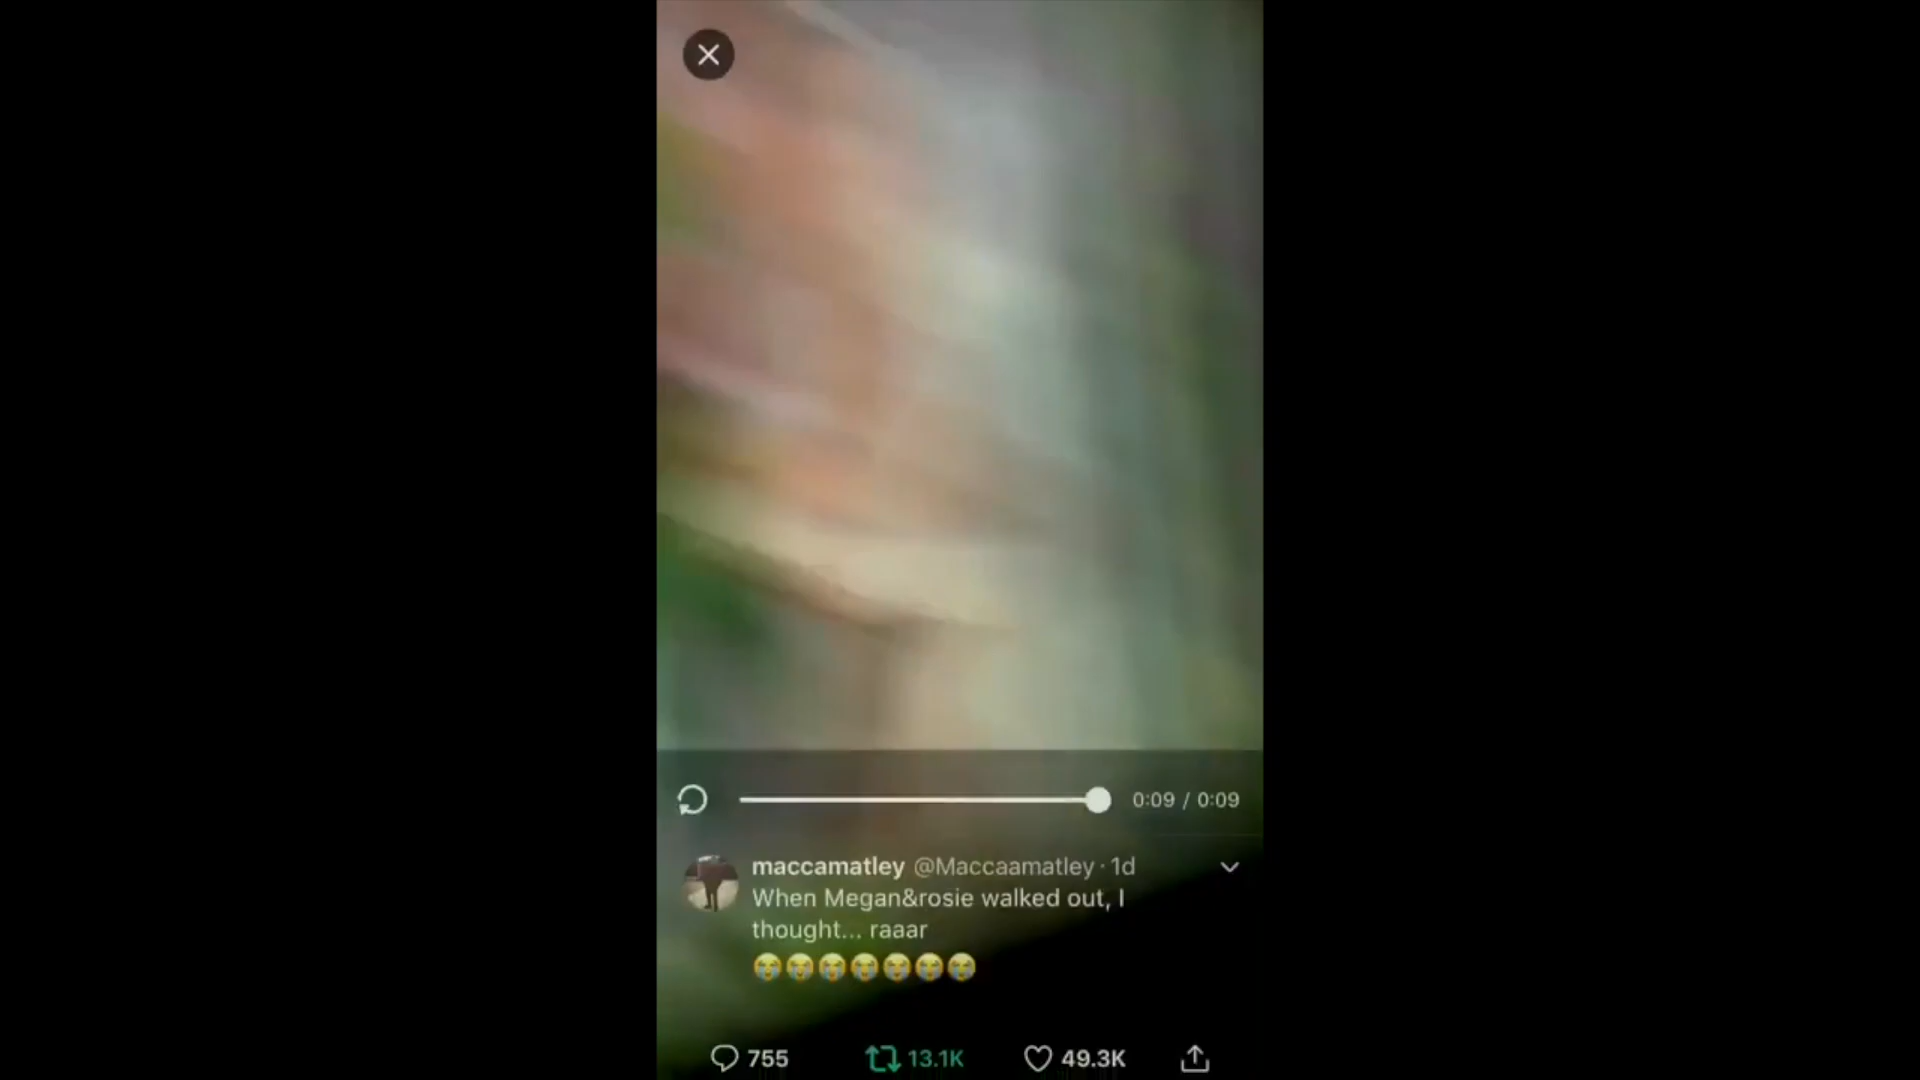 0:09 / 0:09
maccamatley @Maccaamatley · 1d
When Megan&rosie walked out, I
thought... raaar
😭😭😭😭😭😭😭
755 13.1K 49.3K